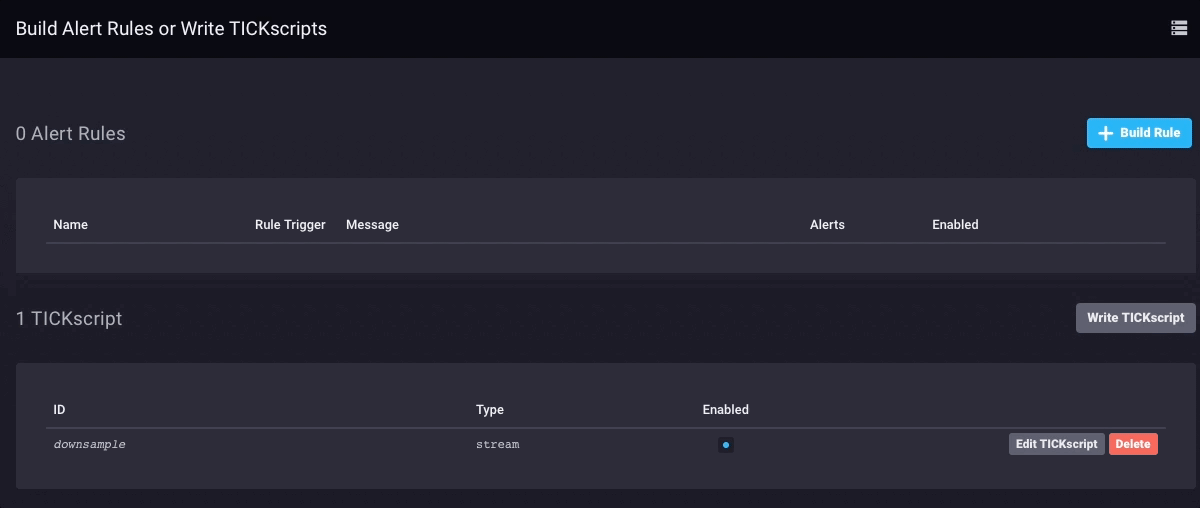 Build Alert Rules or Write TICKscripts
0 Alert Rules
Build Rule
Name Rule Trigger Message Alerts Enabled
1 TICKscript
Write TICKscript
ID Type Enabled
downsample stream Edit TICKscript Delete